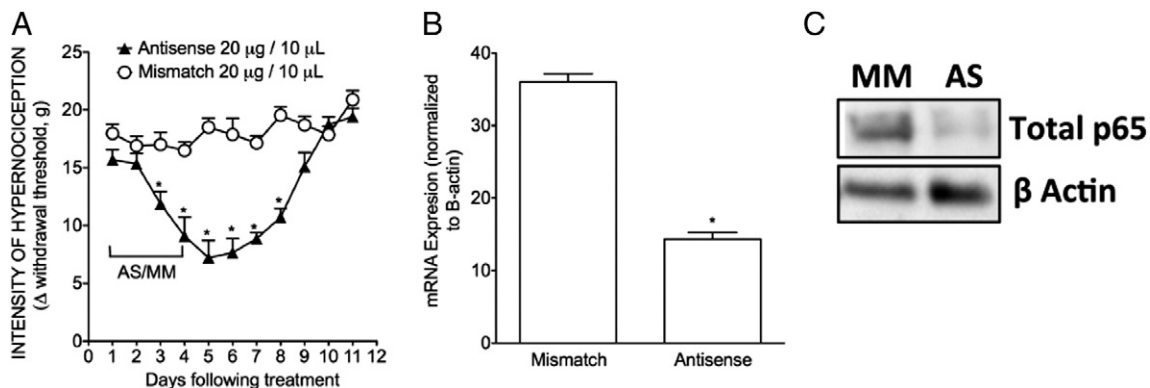 A
INTENSITY OF HYPERNOCICEPTION
(Δ withdrawal threshold, g)
25
20
15
10
5
0
Antisense 20 µg / 10 µL
Mismatch 20 µg / 10 µL
*
*
*
*
*
*
AS/MM
0 1 2 3 4 5 6 7 8 9 10 11 12
Days following treatment
B
mRNA Expresion (normalized
to B-actin)
40
30
20
10
0
*
Mismatch Antisense
C
MM AS
Total p65
β Actin